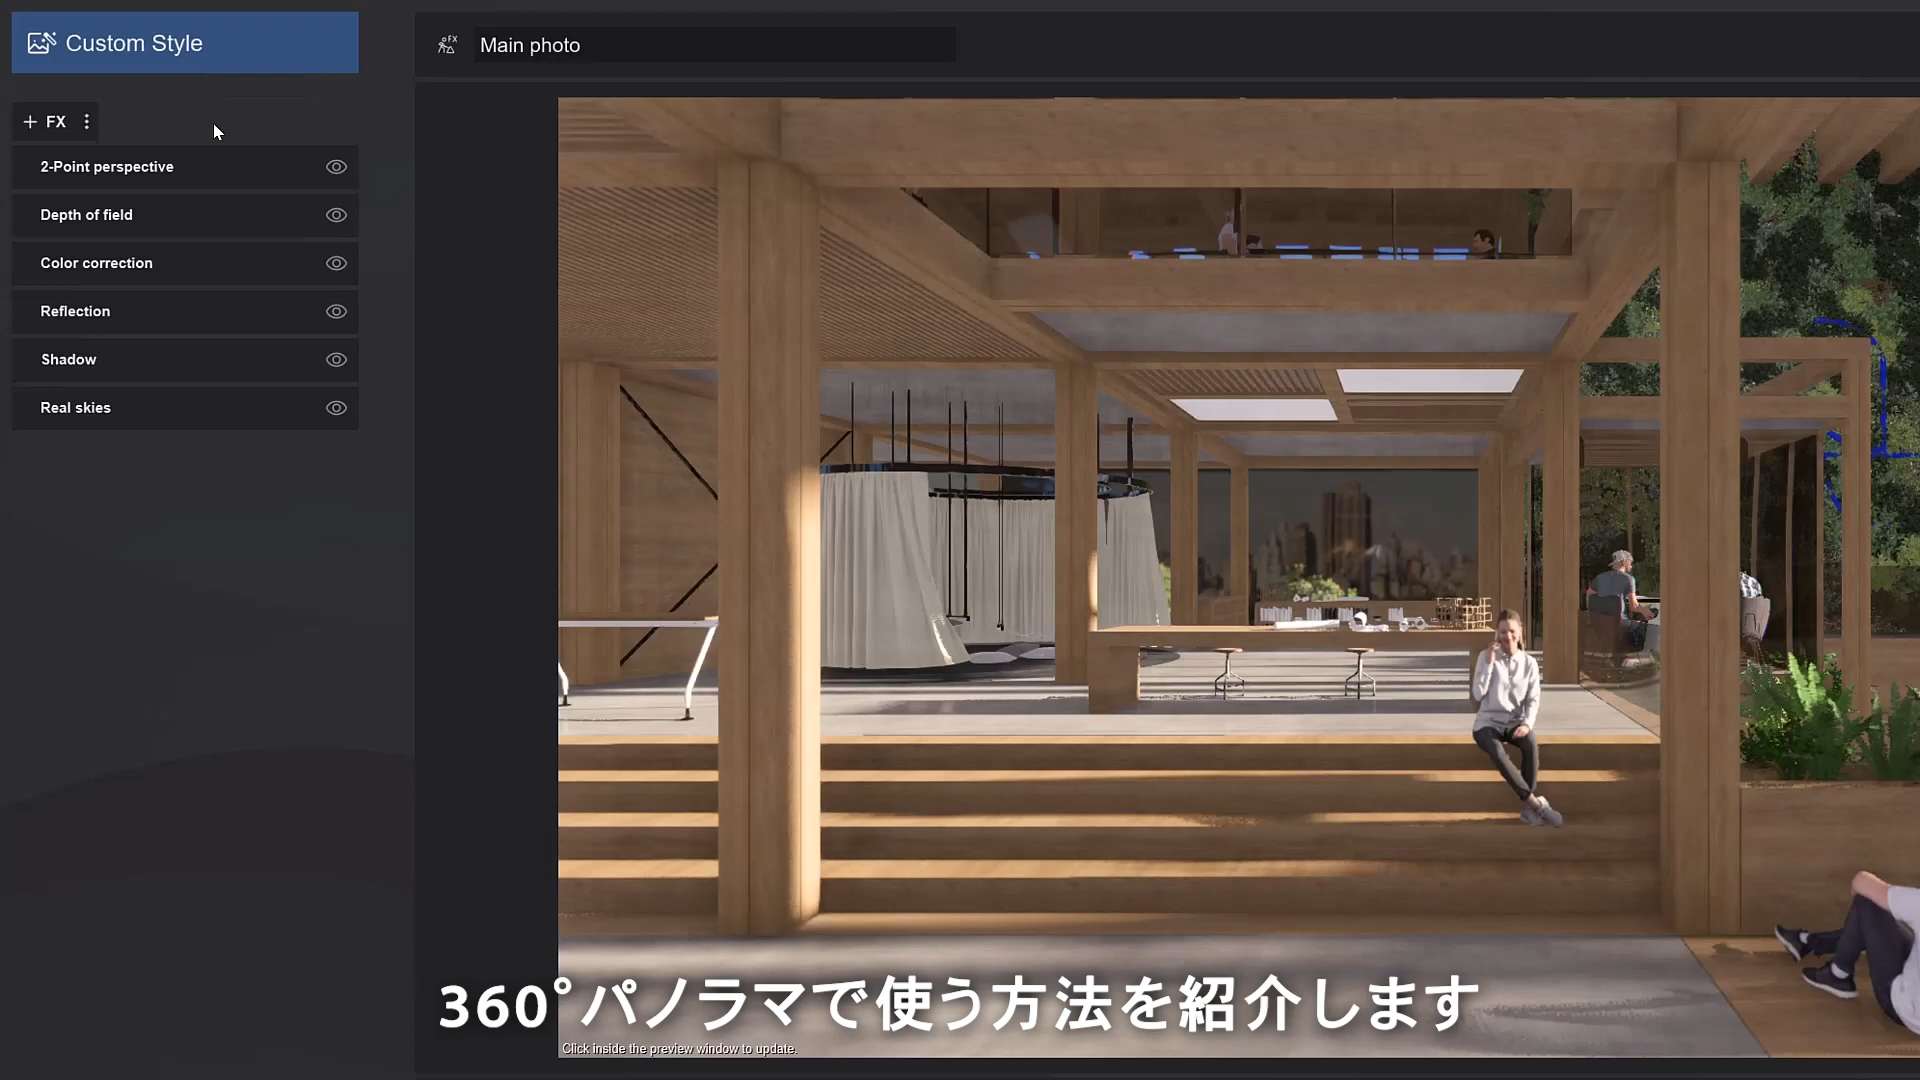 Custom Style
FX
Main photo
+ FX
2-Point perspective
Depth of field
Color correction
Reflection
Shadow
Real skies
360°パノラマで使う方法を紹介します
Click inside the preview window to update.